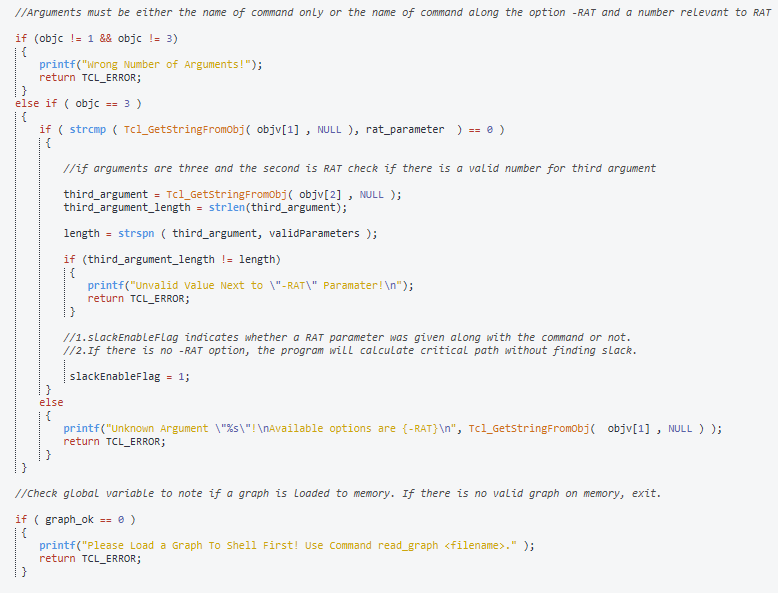 //Arguments must be either the name of command only or the name of command along the option -RAT and a number relevant to RAT
if (objc != 1 && objc != 3)
{
printf("Wrong Number of Arguments!");
return TCL_ERROR;
}
else if ( objc == 3 )
{
if ( strcmp ( Tcl_GetStringFromObj( objv[1] , NULL ), rat_parameter  ) == 0 )
{
//if arguments are three and the second is RAT check if there is a valid number for third argument
third_argument = Tcl_GetStringFromObj( objv[2] , NULL );
third_argument_length = strlen(third_argument);
length = strspn ( third_argument, validParameters );
if (third_argument_length != length)
{
printf("Unvalid Value Next to \"-RAT\" Paramater!\n");
return TCL_ERROR;
}
//1.slackEnableFlag indicates whether a RAT parameter was given along with the command or not.
//2.If there is no -RAT option, the program will calculate critical path without finding slack.
slackEnableFlag = 1;
}
else
{
printf("Unknown Argument \"%s\"!\nAvailable options are {-RAT}\n", Tcl_GetStringFromObj(  objv[1] , NULL ) );
return TCL_ERROR;
}
}
//Check global variable to note if a graph is loaded to memory. If there is no valid graph on memory, exit.
if ( graph_ok == 0 )
{
printf("Please Load a Graph To Shell First! Use Command read_graph <filename>." );
return TCL_ERROR;
}